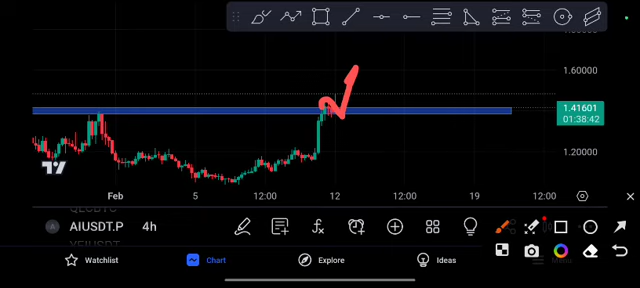 1.60000
1.41601
01:38:42
1.20000
Feb 5 12:00 12 12:00 19 12:00
AIUSDT.P 4h
Watchlist Chart Explore Ideas